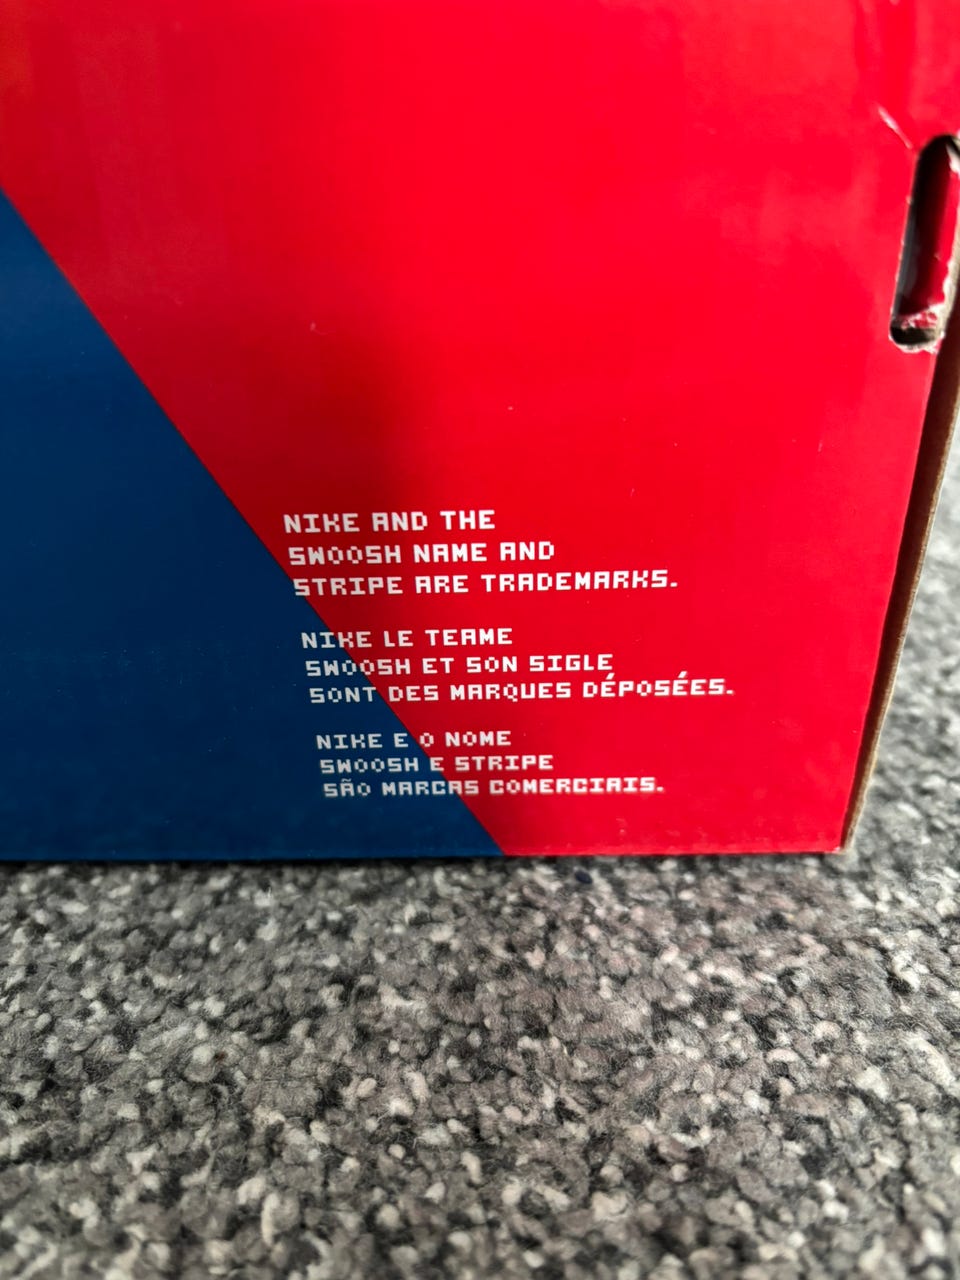 NIKE AND THE
SWOOSH NAME AND
STRIPE ARE TRADEMARKS.
NIKE LE TERME
SWOOSH ET SON SIGLE
SONT DES MARQUES DÉPOSÉES.
NIKE E O NOME
SWOOSH E STRIPE
SÃO MARCAS COMERCIAIS.